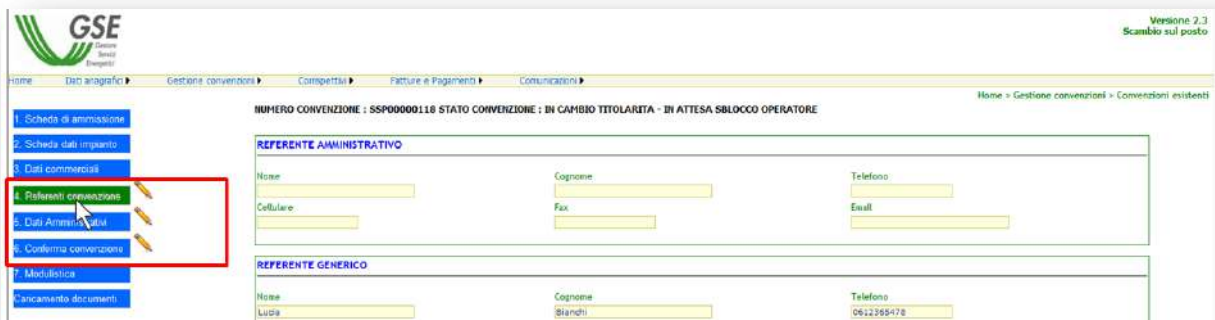 GSE
Gestore
Servizi
Energetici
Versione 2.3
Scambio sul posto
Home Dati anagrafici Gestione convenzioni Corrispettivi Fatture e Pagamenti Comunicazioni
Home > Gestione convenzioni > Convenzioni esistenti
NUMERO CONVENZIONE : SSP00000118 STATO CONVENZIONE : IN CAMBIO TITOLARITA - IN ATTESA SBLOCCO OPERATORE
1. Scheda di ammissione
2. Scheda dati impianto
3. Dati commerciali
4. Referenti convenzione
5. Dati Amministrativi
6. Conferma convenzione
7. Modulistica
Caricamento documenti
REFERENTE AMMINISTRATIVO
Nome Cognome Telefono
Cellulare Fax Email
REFERENTE GENERICO
Nome Cognome Telefono
Lucia Bianchi 0612365478